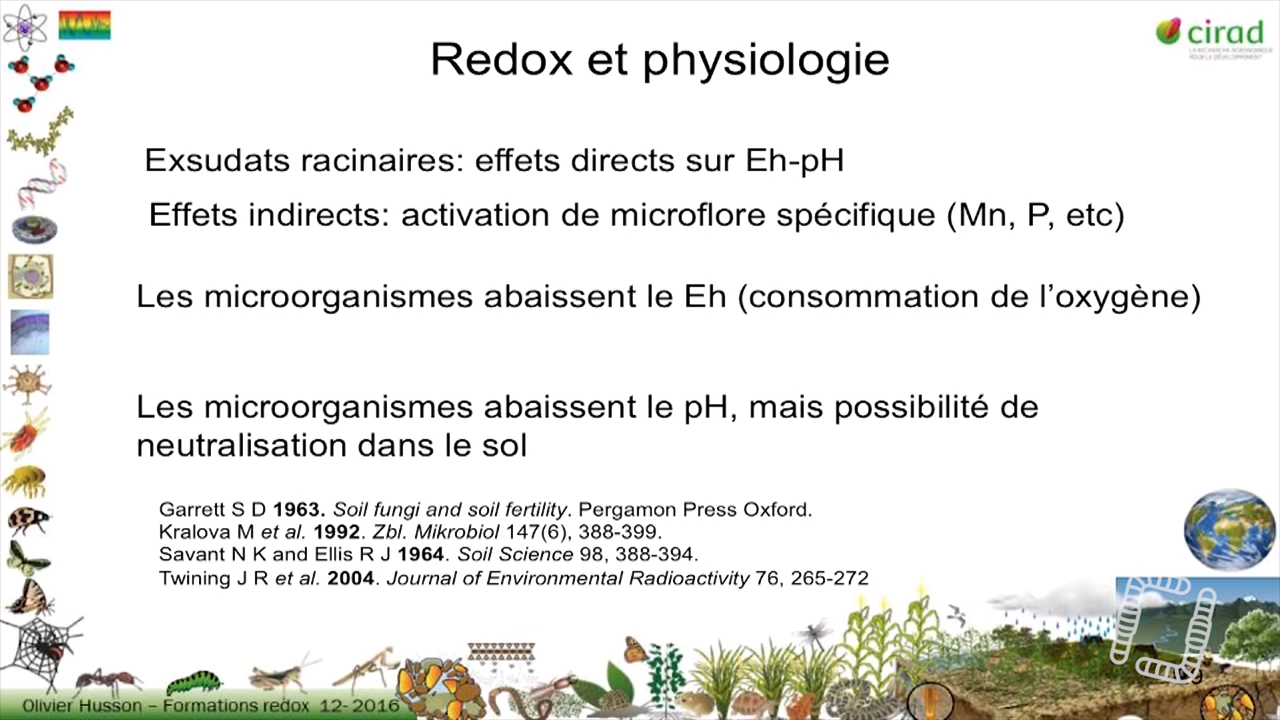 Redox et physiologie
cirad
LA RECHERCHE AGRONOMIQUE
POUR LE DÉVELOPPEMENT
Exsudats racinaires: effets directs sur Eh-pH
Effets indirects: activation de microflore spécifique (Mn, P, etc)
Les microorganismes abaissent le Eh (consommation de l’oxygène)
Les microorganismes abaissent le pH, mais possibilité de
neutralisation dans le sol
Garrett S D 1963. Soil fungi and soil fertility. Pergamon Press Oxford.
Kralova M et al. 1992. Zbl. Mikrobiol 147(6), 388-399.
Savant N K and Ellis R J 1964. Soil Science 98, 388-394.
Twining J R et al. 2004. Journal of Environmental Radioactivity 76, 265-272
Olivier Husson – Formations redox 12- 2016